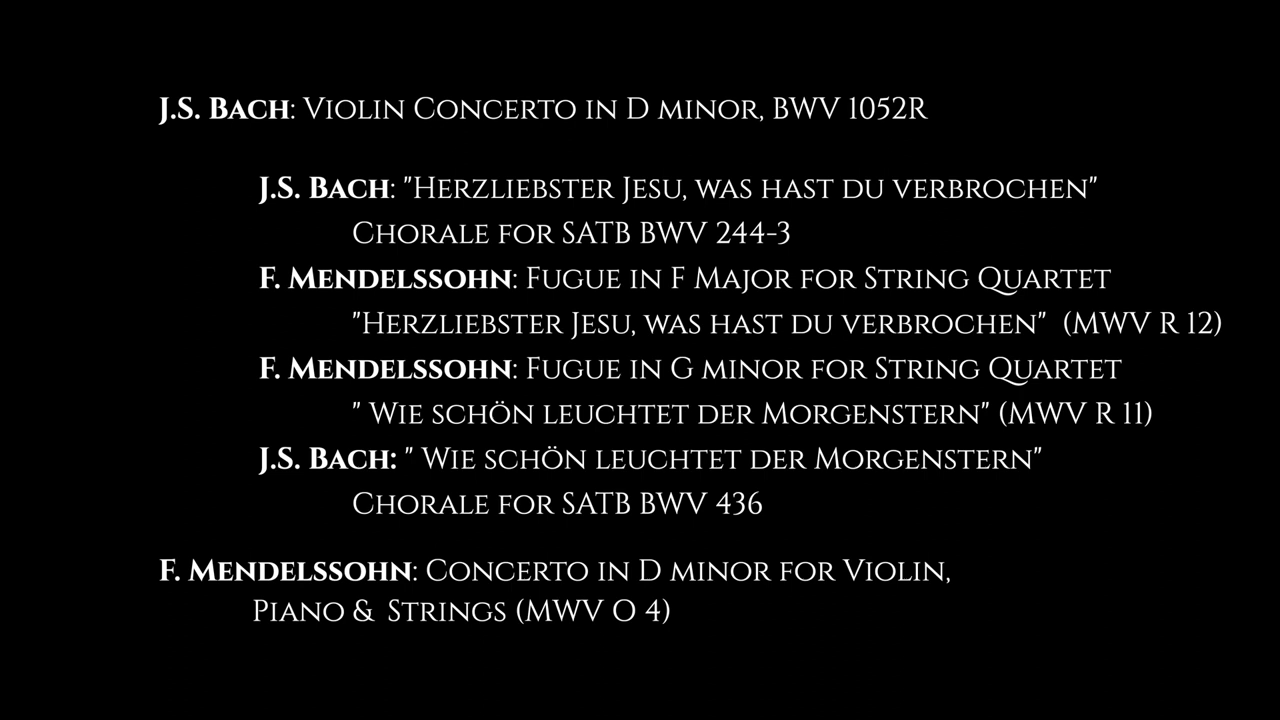 J.S. Bach: Violin Concerto in D minor, BWV 1052R
J.S. Bach: "Herzliebster Jesu, was hast du verbrochen"
Chorale for SATB BWV 244-3
F. Mendelssohn: Fugue in F Major for String Quartet
"Herzliebster Jesu, was hast du verbrochen" (MWV R 12)
F. Mendelssohn: Fugue in G minor for String Quartet
" Wie schön leuchtet der Morgenstern" (MWV R 11)
J.S. Bach: " Wie schön leuchtet der Morgenstern"
Chorale for SATB BWV 436
F. Mendelssohn: Concerto in D minor for Violin,
Piano & Strings (MWV O 4)